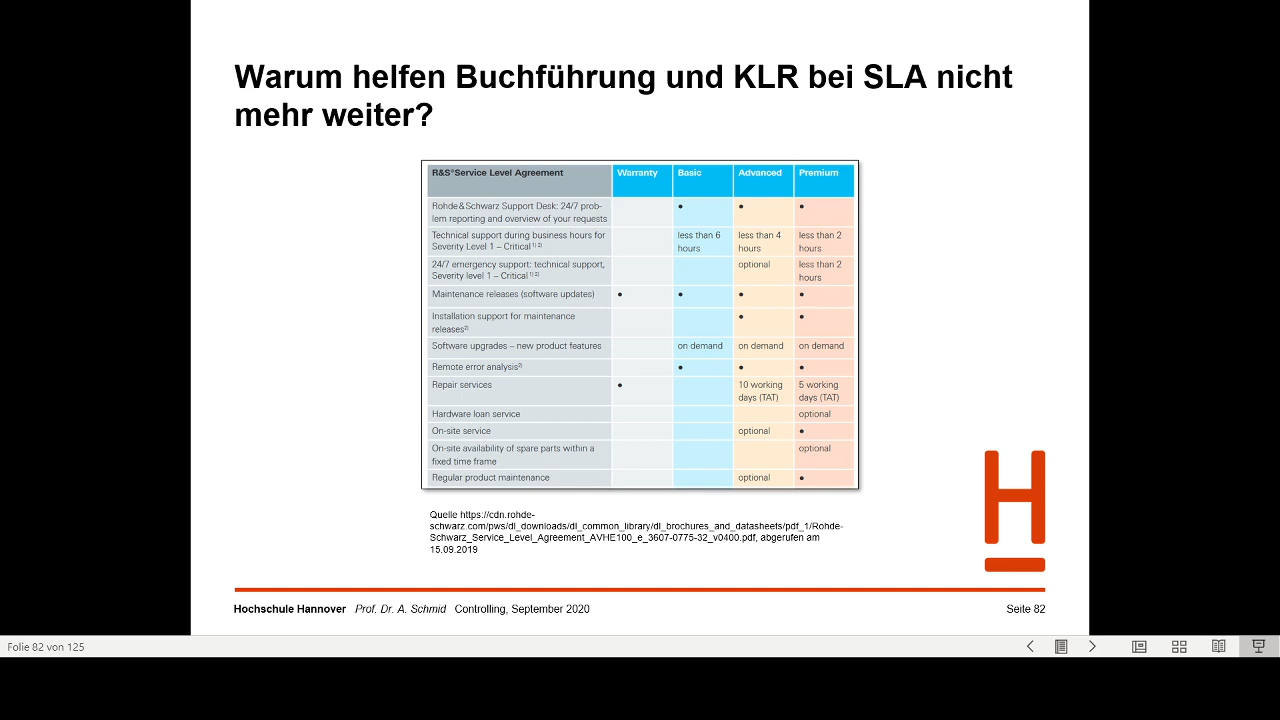 Warum helfen Buchführung und KLR bei SLA nicht
mehr weiter?
R&S®Service Level Agreement Warranty Basic Advanced Premium
Rohde&Schwarz Support Desk: 24/7 prob-
lem reporting and overview of your requests • • •
Technical support during business hours for
Severity Level 1 – Critical 1) 2) less than 6 hours less than 4 hours less than 2 hours
24/7 emergency support: technical support,
Severity level 1 – Critical 1) 2) optional less than 2 hours
Maintenance releases (software updates) • • • •
Installation support for maintenance
releases2) • •
Software upgrades – new product features on demand on demand on demand
Remote error analysis2) • • •
Repair services • 10 working days (TAT) 5 working days (TAT)
Hardware loan service optional
On-site service optional •
On-site availability of spare parts within a
fixed time frame optional
Regular product maintenance optional •
Quelle https://cdn.rohde-
schwarz.com/pws/dl_downloads/dl_common_library/dl_brochures_and_datasheets/pdf_1/Rohde-
Schwarz_Service_Level_Agreement_AVHE100_e_3607-0775-32_v0400.pdf, abgerufen am
15.09.2019
H
Hochschule Hannover Prof. Dr. A. Schmid Controlling, September 2020 Seite 82
Folie 82 von 125